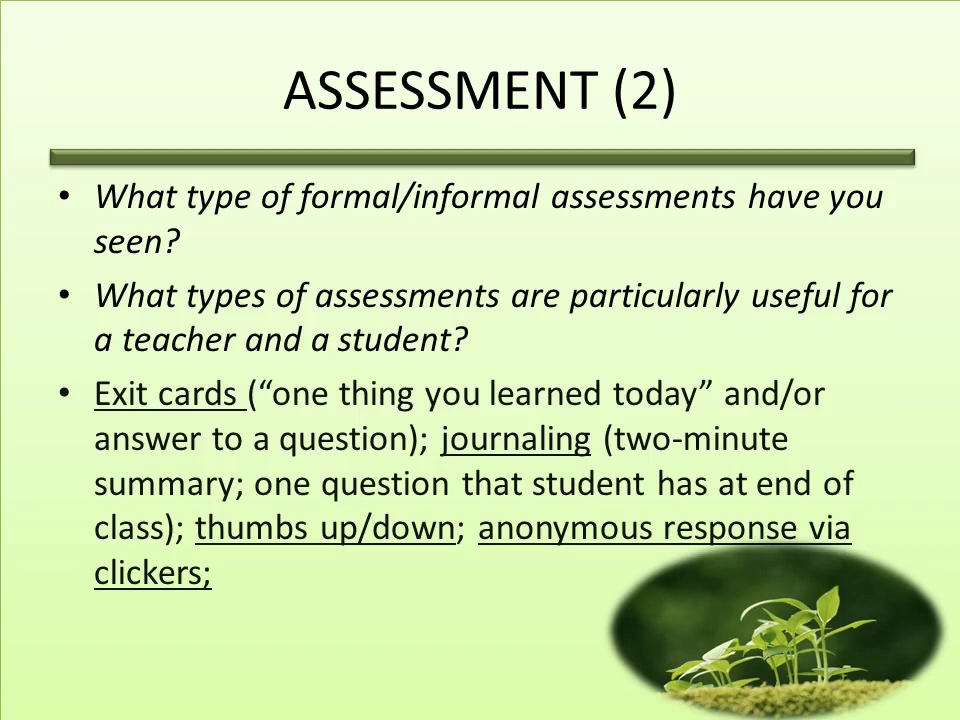 ASSESSMENT (2)
• What type of formal/informal assessments have you
seen?
• What types of assessments are particularly useful for
a teacher and a student?
• Exit cards (“one thing you learned today” and/or
answer to a question); journaling (two-minute
summary; one question that student has at end of
class); thumbs up/down; anonymous response via
clickers;